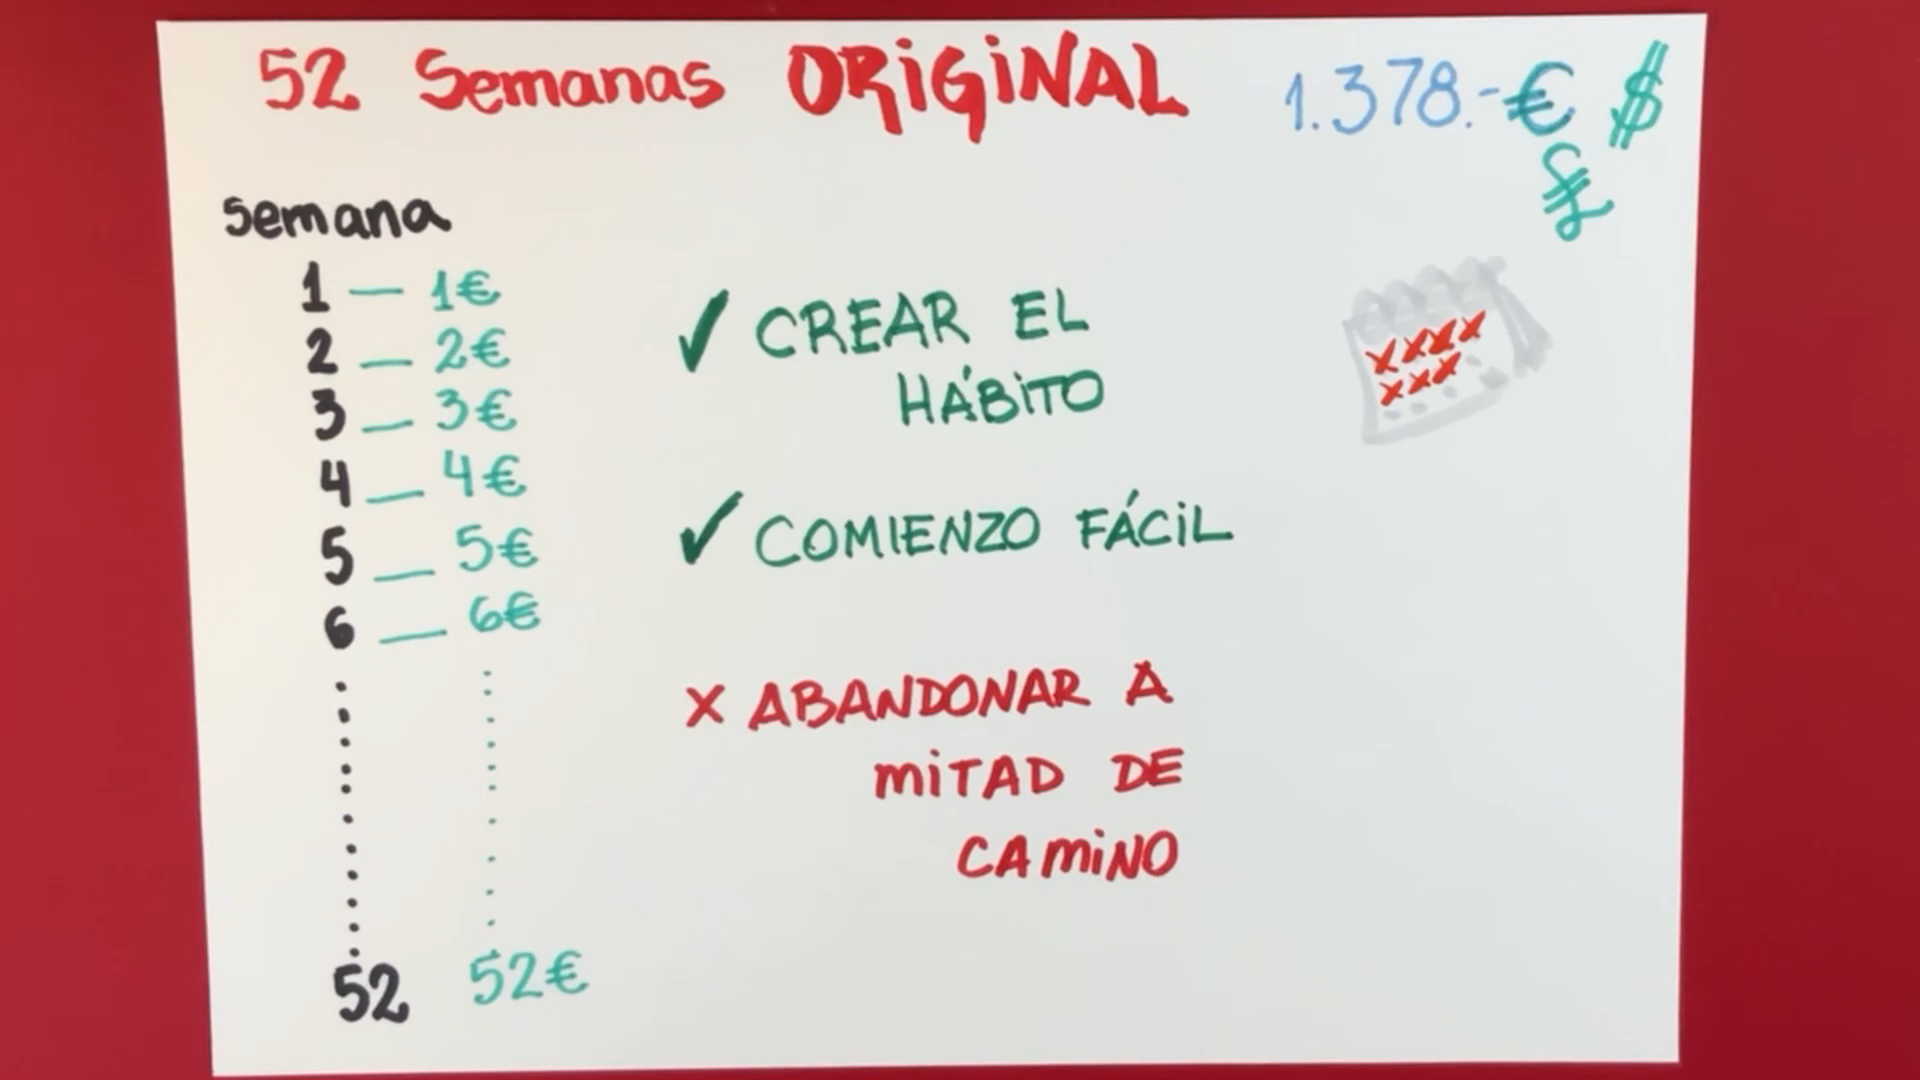 52 Semanas ORiGiNAL 1.378.-€ $
£
Semana
1 — 1€
2 — 2€
3 — 3€
4 — 4€
5 — 5€
6 — 6€
52 52€
✓ CREAR EL
HÁBiTO
✓ COMIENZO FÁCiL
X ABANDONAR A
MiTAD DE
CAMiNO